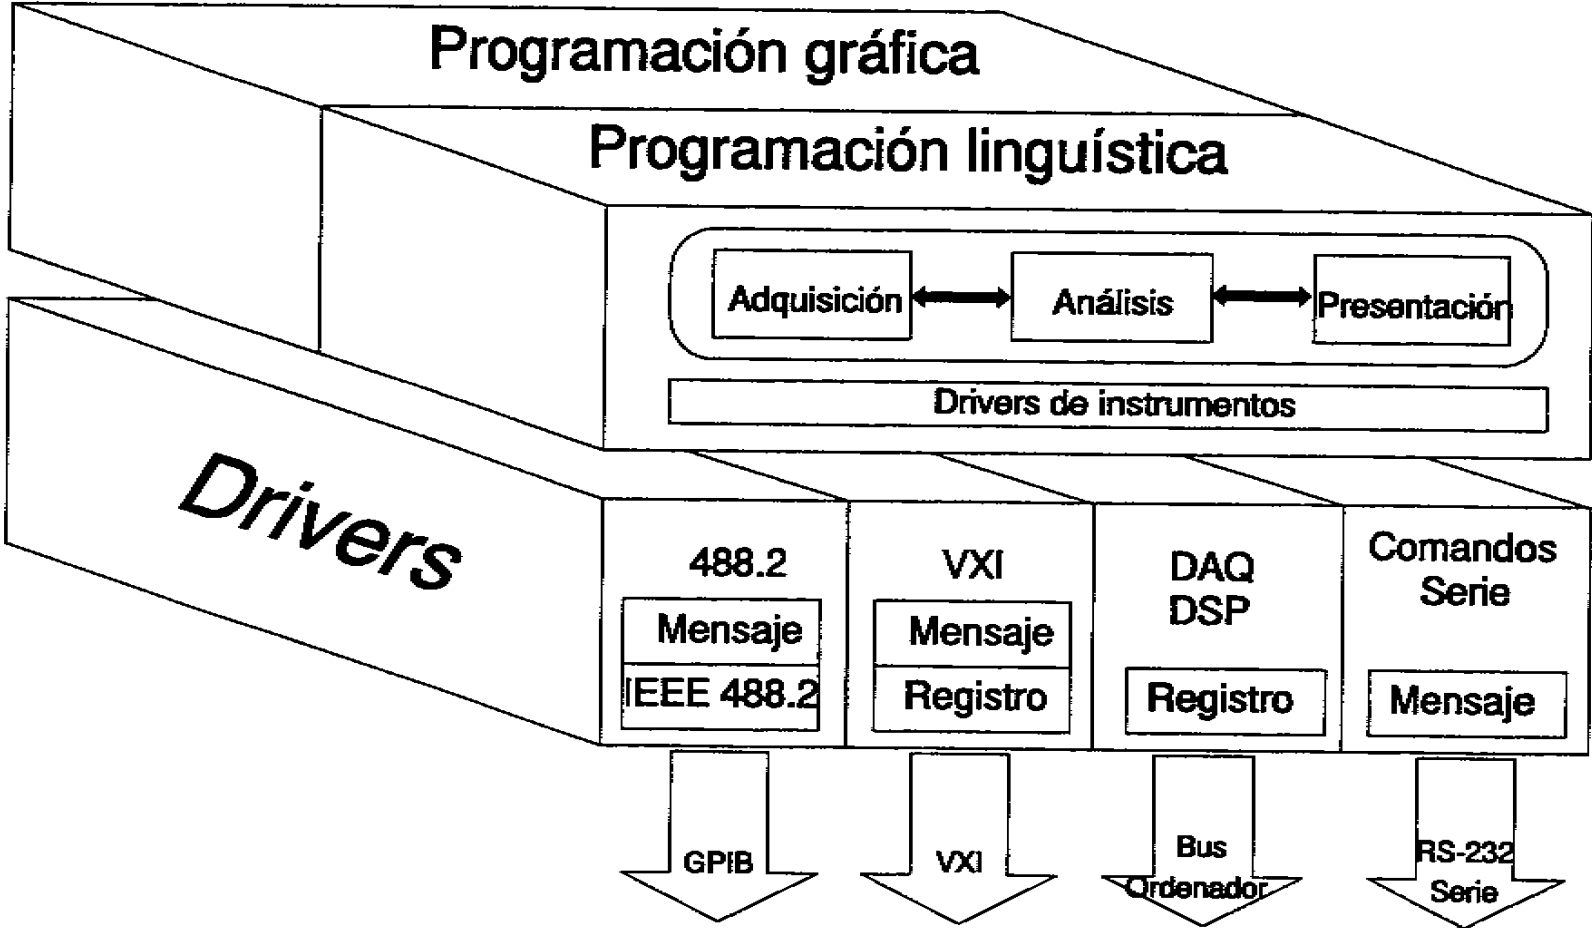 Programación gráfica
Programación linguística
Adquisición
Análisis
Presentación
Drivers de instrumentos
Drivers
488.2
Mensaje
IEEE 488.2
VXI
Mensaje
Registro
DAQ
DSP
Registro
Comandos
Serie
Mensaje
GPIB
VXI
Bus
Ordenador
RS-232
Serie